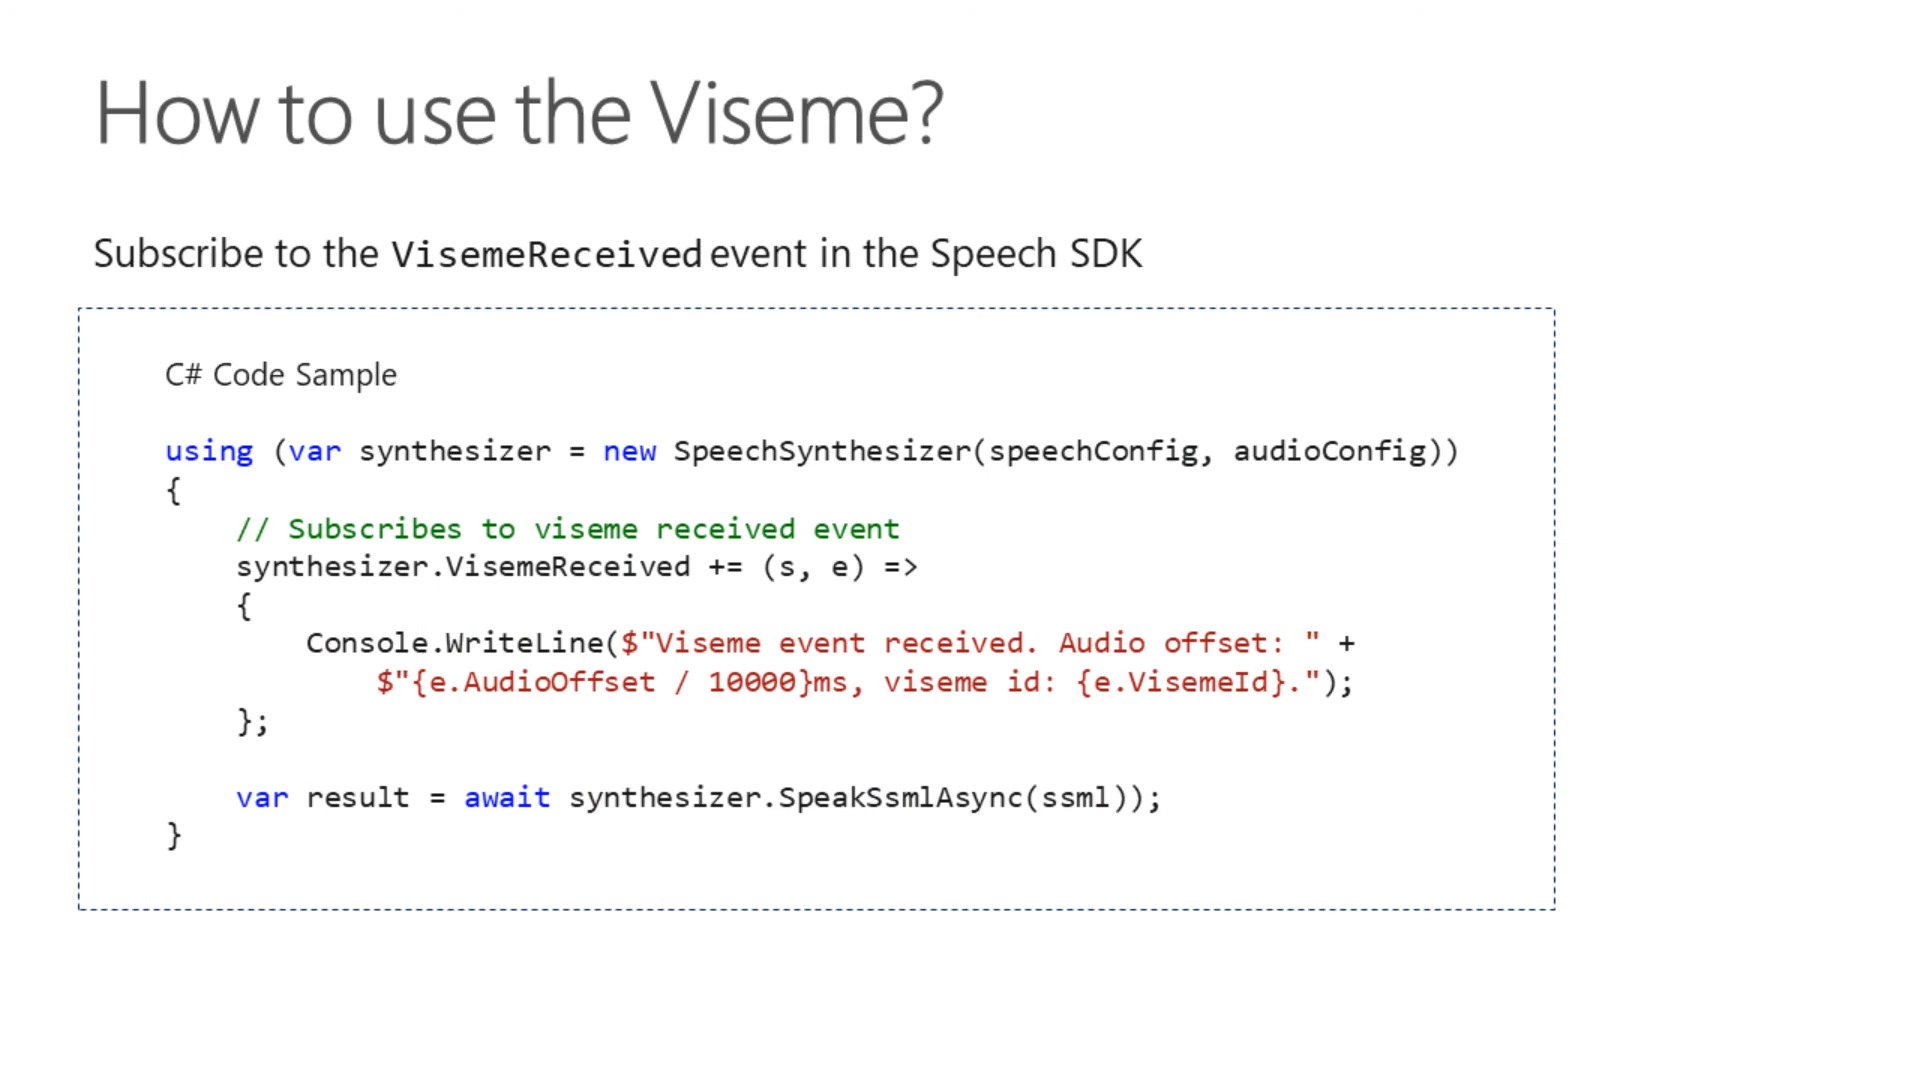 How to use the Viseme?
Subscribe to the VisemeReceived event in the Speech SDK
C# Code Sample
using (var synthesizer = new SpeechSynthesizer(speechConfig, audioConfig))
{
    // Subscribes to viseme received event
    synthesizer.VisemeReceived += (s, e) =>
    {
        Console.WriteLine($"Viseme event received. Audio offset: " +
            $"{e.AudioOffset / 10000}ms, viseme id: {e.VisemeId}.");
    };
    var result = await synthesizer.SpeakSsmlAsync(ssml));
}